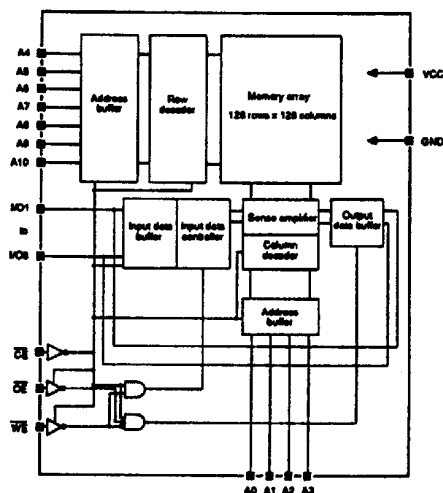 A4
A5
A6
A7
A8
A9
A10
Address buffer
Row decoder
Memory array
128 rows x 128 columns
VCC
GND
I/O1
to
I/O8
Input data buffer
Input data controller
Sense amplifier
Column decoder
Output data buffer
Address buffer
CS
OE
WE
A0 A1 A2 A3